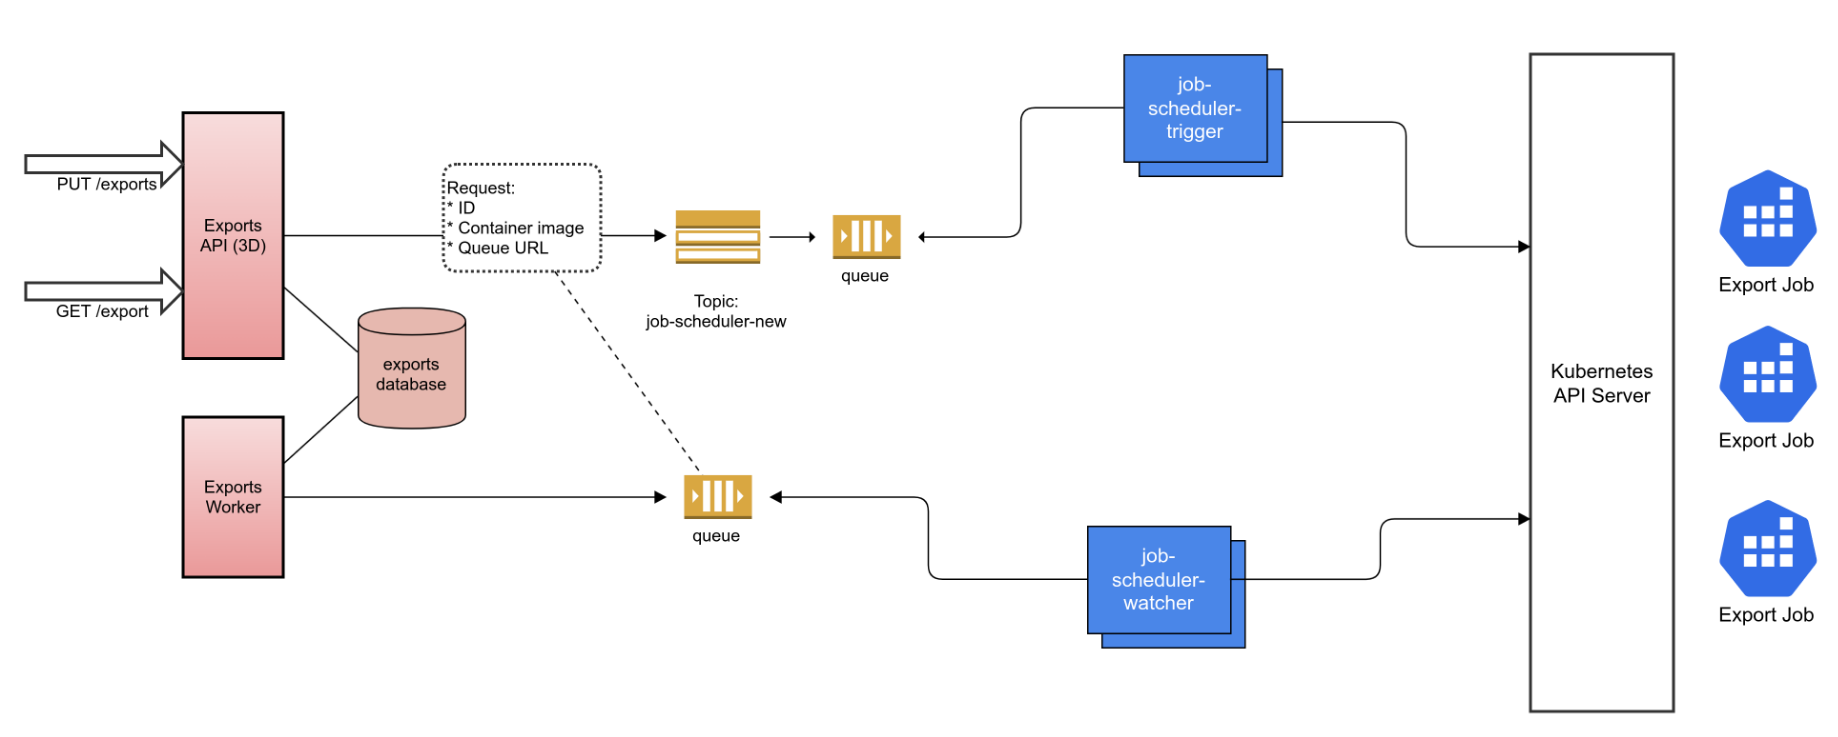 PUT /exports
GET /export
Exports
API (3D)
Request:
* ID
* Container image
* Queue URL
exports
database
Exports
Worker
Topic:
job-scheduler-new
queue
queue
job-
scheduler-
trigger
job-
scheduler-
watcher
Kubernetes
API Server
Export Job
Export Job
Export Job